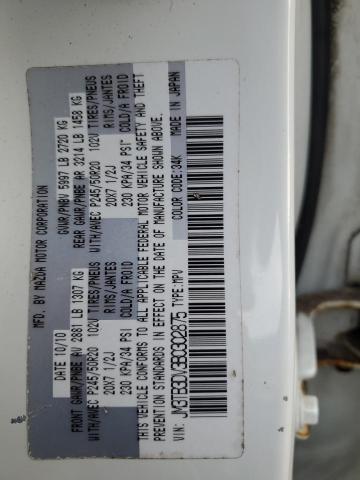 MFD. BY MAZDA MOTOR CORPORATION
DATE 10/10 GVWR/PNBV 5997 LB 2720 KG
FRONT GAWR/PNBE AV 2881 LB 1307 KG REAR GAWR/PNBE AR 3214 LB 1458 KG
WITH/AVEC P245/50R20 102V TIRES/PNEUS WITH/AVEC P245/50R20 102V TIRES/PNEUS
20X7 1/2J RIMS/JANTES 20X7 1/2J RIMS/JANTES
230 KPA/34 PSI COLD/A FROID 230 KPA/34 PSI COLD/A FROID
THIS VEHICLE CONFORMS TO ALL APPLICABLE FEDERAL MOTOR VEHICLE SAFETY AND THEFT
PREVENTION STANDARDS IN EFFECT ON THE DATE OF MANUFACTURE SHOWN ABOVE.
VEHICLE I.D. NO.: MADE IN JAPAN
JM3TB3DV3B0302875 TYPE:MPV COLOR CODE:34K